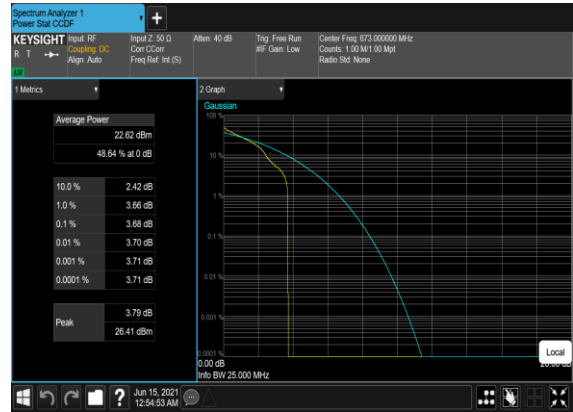 Spectrum Analyzer 1
Power Stat CCDF
+
KEYSIGHT
R T
LW
Input: RF
Coupling: DC
Align: Auto
Input Z: 50 Ω
Corr CCorr
Freq Ref: Int (S)
Atten: 40 dB
Trig: Free Run
#IF Gain: Low
Center Freq: 673.000000 MHz
Counts: 1.00 M/1.00 Mpt
Radio Std: None
1 Metrics
Average Power
22.62 dBm
48.64 % at 0 dB
10.0 % 2.42 dB
1.0 % 3.66 dB
0.1 % 3.68 dB
0.01 % 3.70 dB
0.001 % 3.71 dB
0.0001 % 3.71 dB
Peak
3.79 dB
26.41 dBm
2 Graph
Gaussian
100 %
10 %
1 %
0.1 %
0.01 %
0.001 %
0.0001 %
0.00 dB
Info BW 25.000 MHz
Local
?
Jun 15, 2021
12:54:53 AM